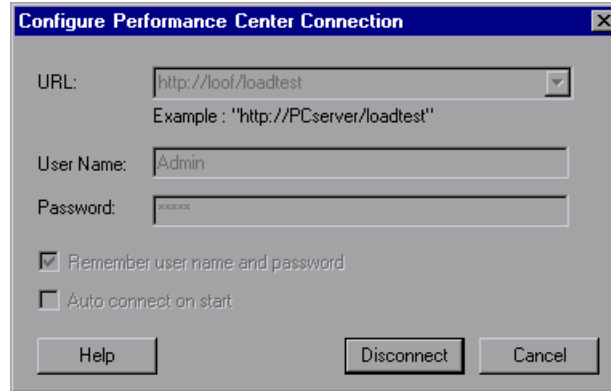 Configure Performance Center Connection
URL: http://loof/loadtest
Example : "http://PCserver/loadtest"
User Name: Admin
Password: *****
Remember user name and password
Auto connect on start
Help Disconnect Cancel